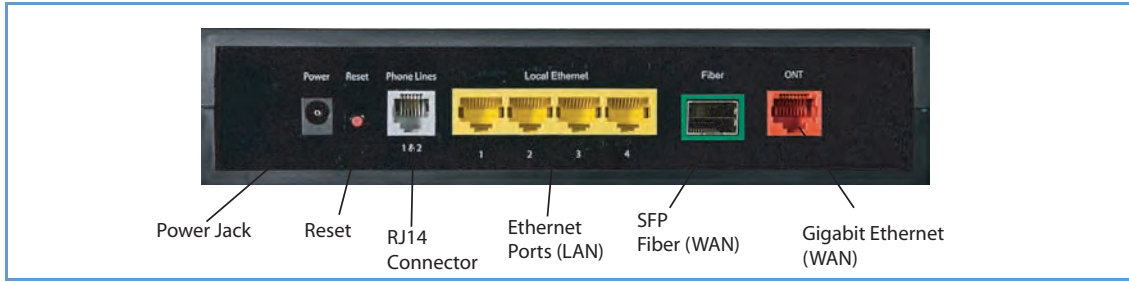 Power Reset Phone Lines Local Ethernet Fiber ONT
1 & 2
1 2 3 4
Power Jack
Reset
RJ14
Connector
Ethernet
Ports (LAN)
SFP
Fiber (WAN)
Gigabit Ethernet
(WAN)